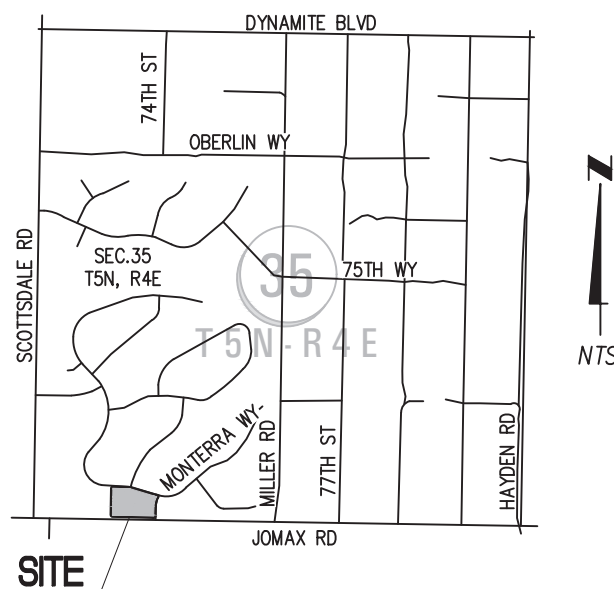 DYNAMITE BLVD
74TH ST
OBERLIN WY
SCOTTSDALE RD
SEC.35
T5N, R4E
35
T5N-R4E
75TH WY
N
NTS
MONTERRA WY
MILLER RD
77TH ST
HAYDEN RD
JOMAX RD
SITE